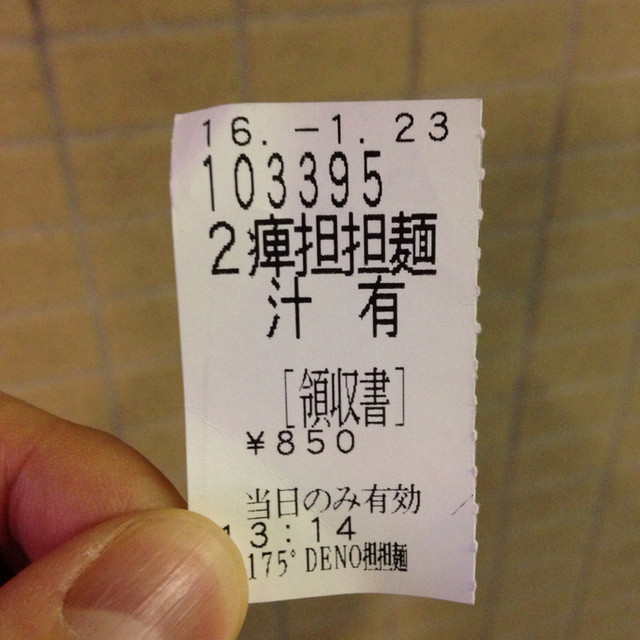 16.-1.23
103395
2痺担担麺
汁 有
[領収書]
¥850
当日のみ有効
13:14
175°DENO担担麺